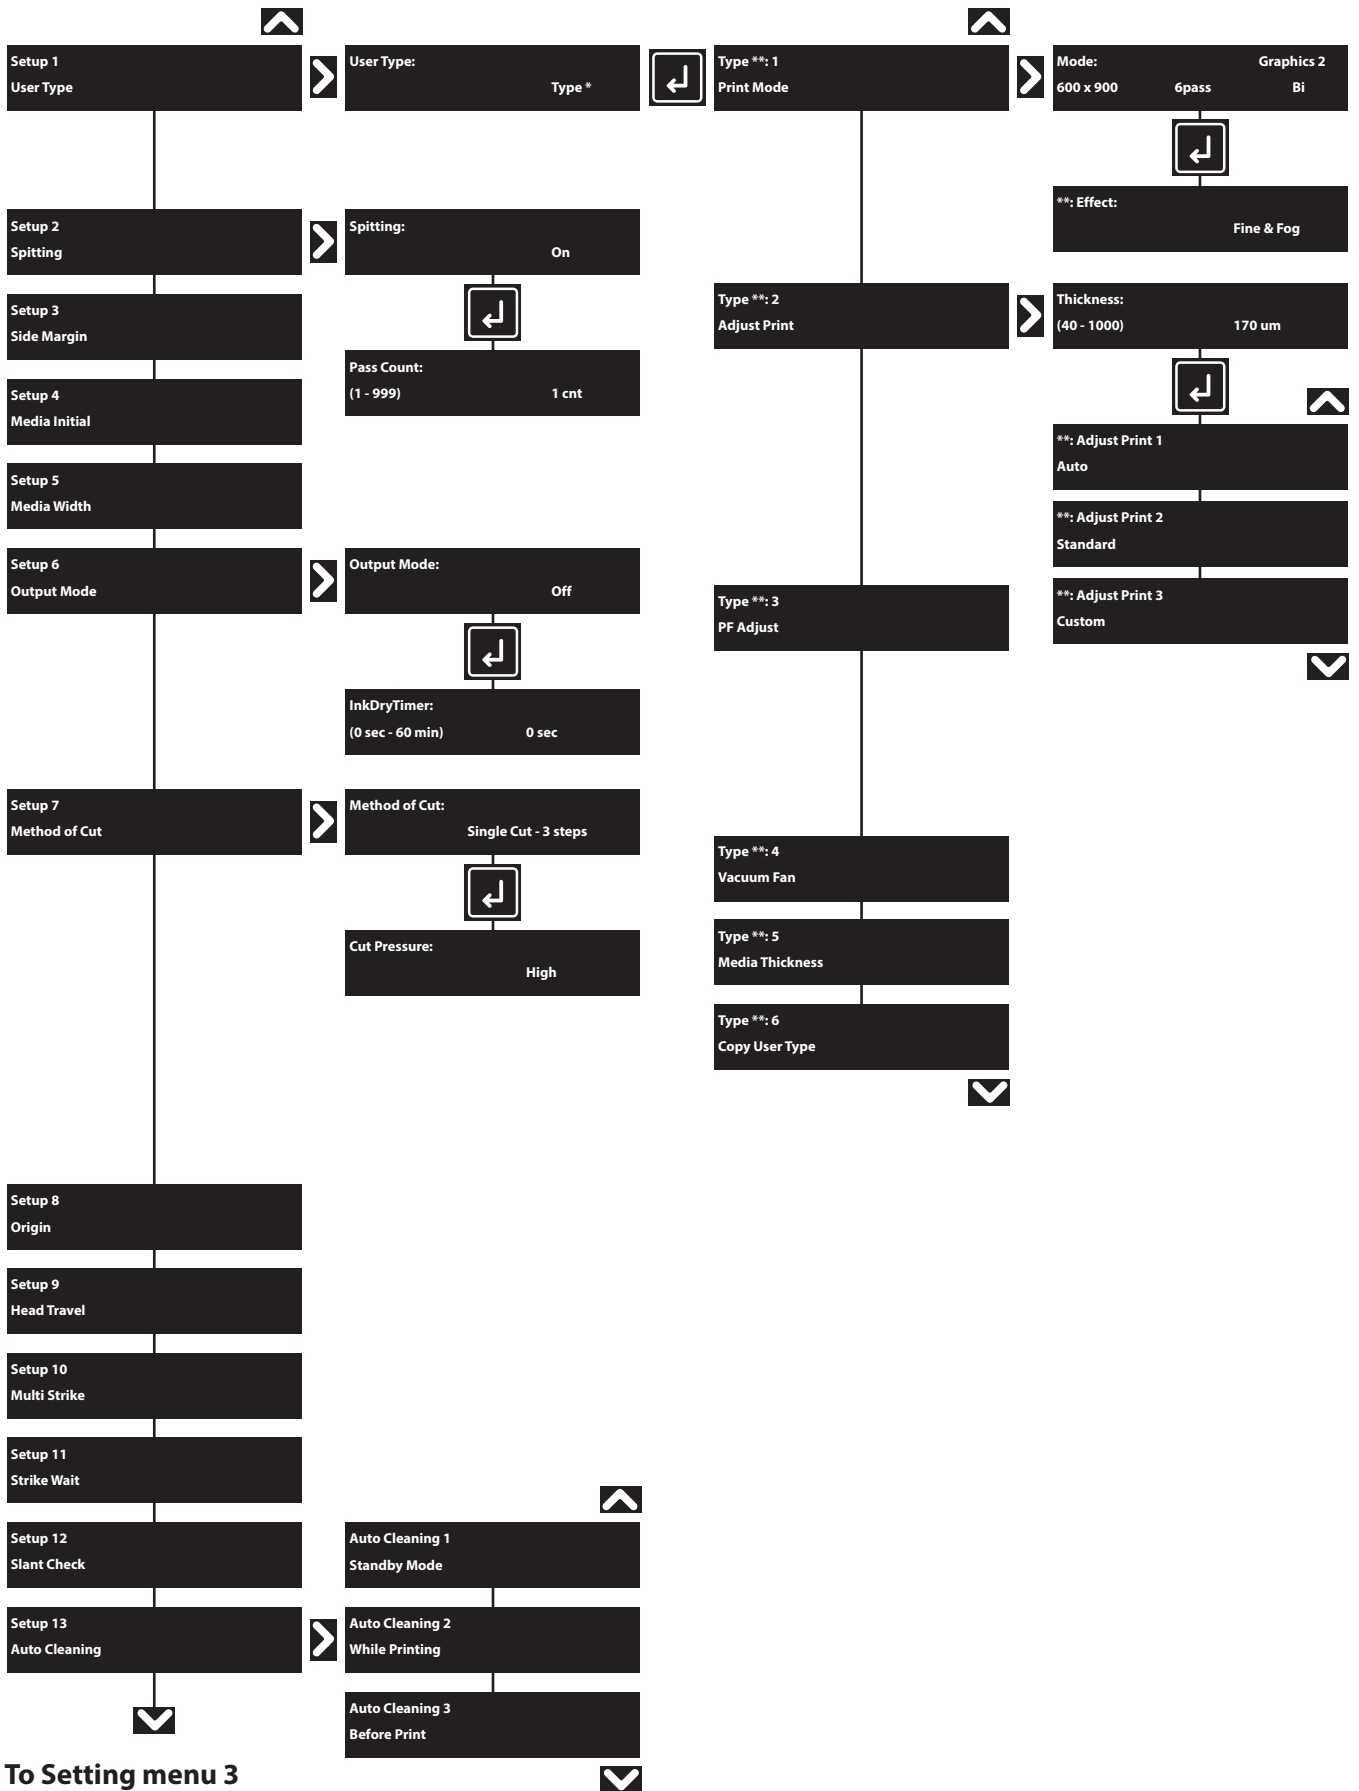 Setup 1
User Type
User Type:
Type *
Type **: 1
Print Mode
Mode: Graphics 2
600 x 900 6pass Bi
**: Effect:
Fine & Fog
Setup 2
Spitting
Spitting:
On
Pass Count:
(1 - 999) 1 cnt
Setup 3
Side Margin
Setup 4
Media Initial
Setup 5
Media Width
Type **: 2
Adjust Print
Thickness:
(40 - 1000) 170 um
**: Adjust Print 1
Auto
**: Adjust Print 2
Standard
**: Adjust Print 3
Custom
Setup 6
Output Mode
Output Mode:
Off
InkDryTimer:
(0 sec - 60 min) 0 sec
Type **: 3
PF Adjust
Setup 7
Method of Cut
Method of Cut:
Single Cut - 3 steps
Cut Pressure:
High
Type **: 4
Vacuum Fan
Type **: 5
Media Thickness
Type **: 6
Copy User Type
Setup 8
Origin
Setup 9
Head Travel
Setup 10
Multi Strike
Setup 11
Strike Wait
Setup 12
Slant Check
Setup 13
Auto Cleaning
Auto Cleaning 1
Standby Mode
Auto Cleaning 2
While Printing
Auto Cleaning 3
Before Print
To Setting menu 3